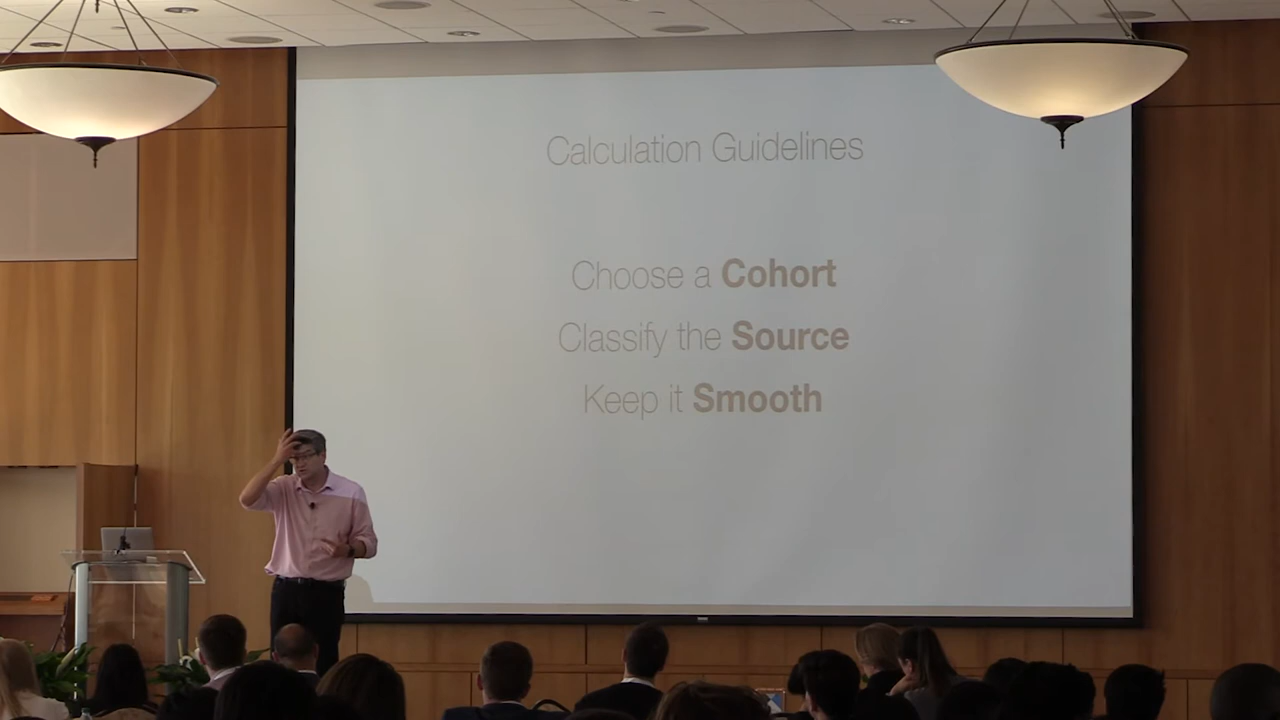 Calculation Guidelines
Choose a Cohort
Classify the Source
Keep it Smooth